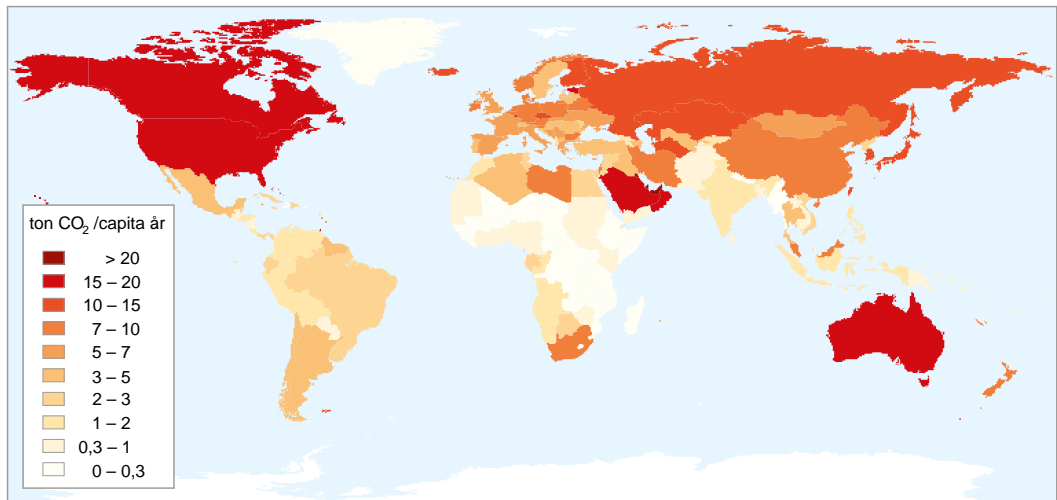 ton CO₂ /capita år
> 20
15 – 20
10 – 15
7 – 10
5 – 7
3 – 5
2 – 3
1 – 2
0,3 – 1
0 – 0,3